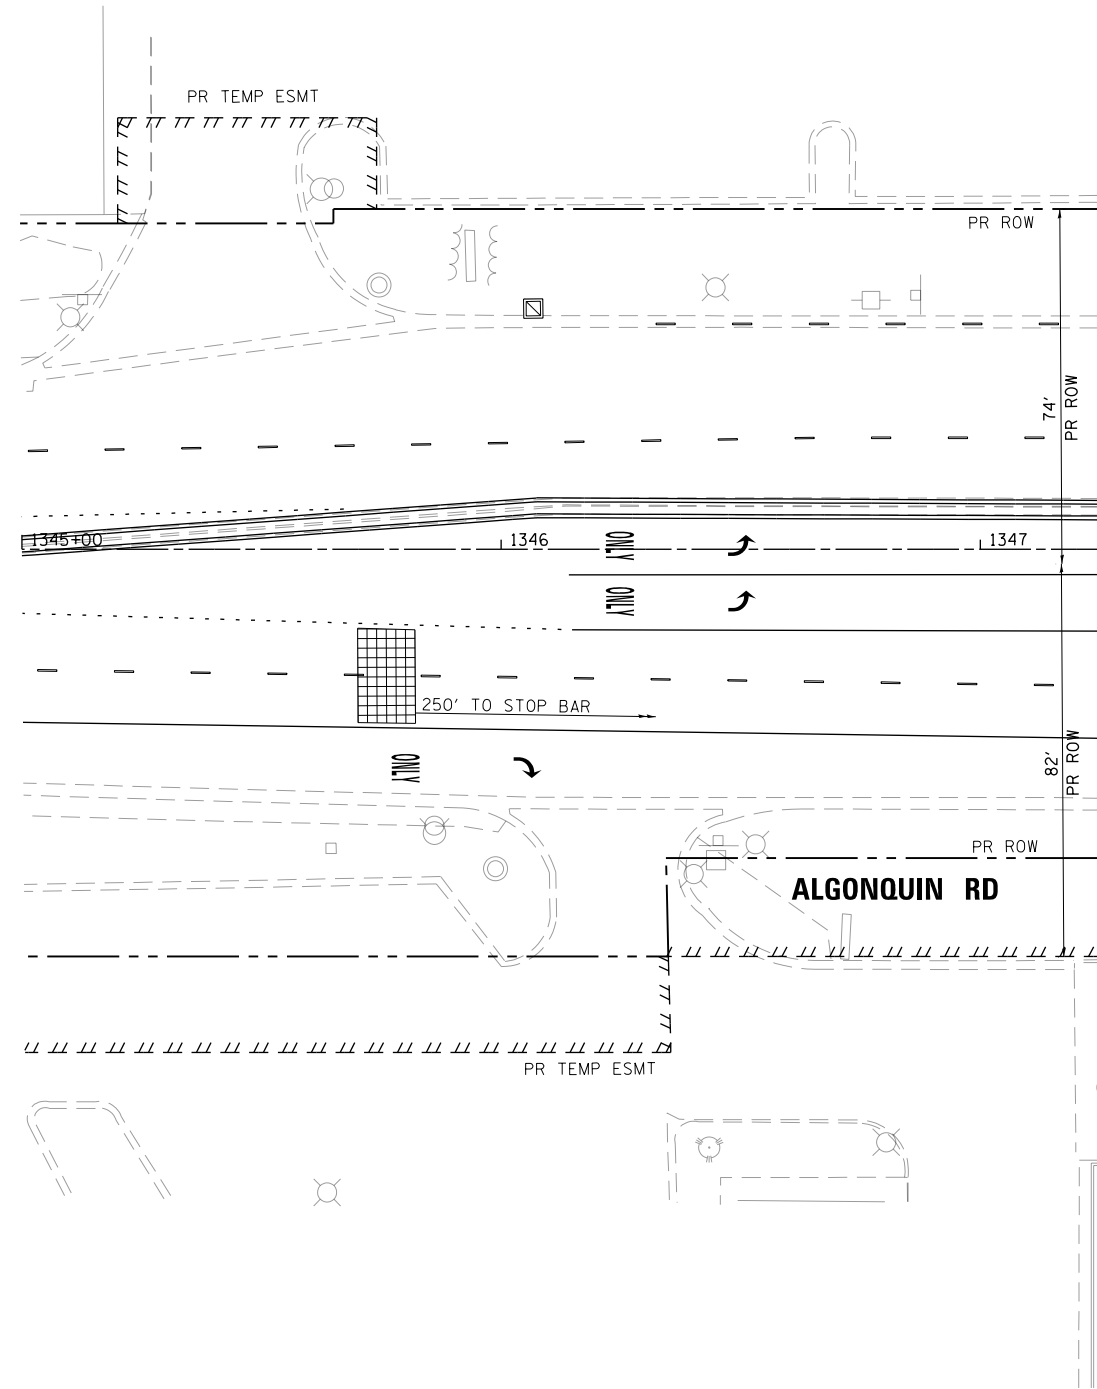 PR TEMP ESMT
PR ROW
74'
PR ROW
1345+00
1346
1347
ONLY
ONLY
250' TO STOP BAR
ONLY
82'
PR ROW
PR ROW
ALGONQUIN RD
PR TEMP ESMT